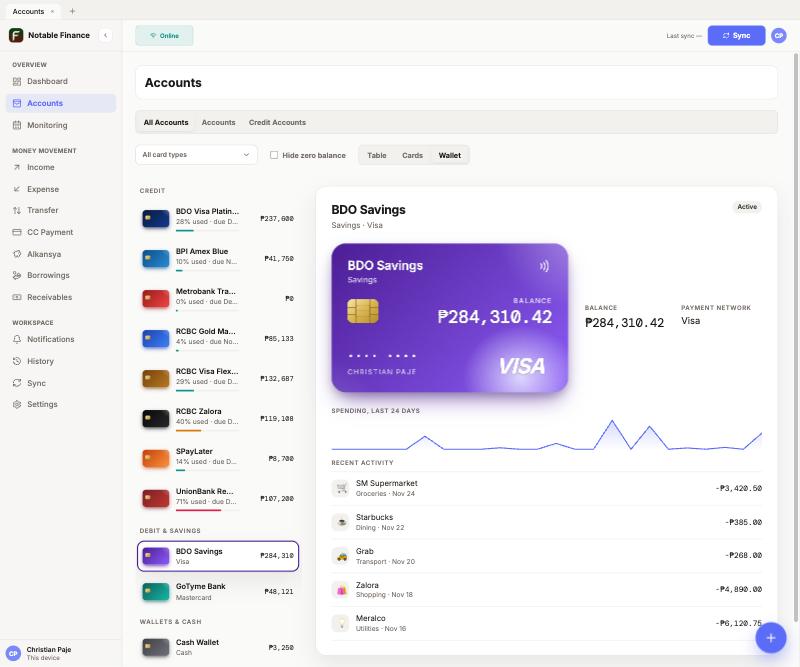 Accounts
Notable Finance
Online
Last sync —
Sync
CP
OVERVIEW
Dashboard
Accounts
Monitoring
MONEY MOVEMENT
Income
Expense
Transfer
CC Payment
Alkansya
Borrowings
Receivables
WORKSPACE
Notifications
History
Sync
Settings
CP
Christian Paje
This device
Accounts
All Accounts Accounts Credit Accounts
All card types
Hide zero balance
Table Cards Wallet
CREDIT
BDO Visa Platin... ₱237,600
28% used · due D...
BPI Amex Blue ₱41,750
10% used · due N...
Metrobank Tra... ₱0
0% used · due De...
RCBC Gold Ma... ₱85,133
4% used · due No...
RCBC Visa Flex... ₱132,687
29% used · due D...
RCBC Zalora ₱119,108
40% used · due D...
SPayLater ₱8,700
14% used · due D...
UnionBank Re... ₱107,200
71% used · due D...
DEBIT & SAVINGS
BDO Savings ₱284,310
Visa
GoTyme Bank ₱48,121
Mastercard
WALLETS & CASH
Cash Wallet ₱3,250
Cash
BDO Savings
Active
Savings · Visa
BDO Savings
Savings
BALANCE
₱284,310.42
•••• ••••
CHRISTIAN PAJE
VISA
BALANCE
₱284,310.42
PAYMENT NETWORK
Visa
SPENDING, LAST 24 DAYS
RECENT ACTIVITY
SM Supermarket -₱3,420.50
Groceries · Nov 24
Starbucks -₱385.00
Dining · Nov 22
Grab -₱268.00
Transport · Nov 20
Zalora -₱4,890.00
Shopping · Nov 18
Meralco -₱6,120.75
Utilities · Nov 16